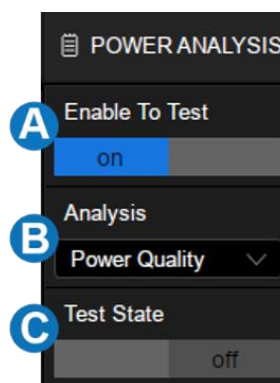 POWER ANALYSIS
A
Enable To Test
on
B
Analysis
Power Quality
C
Test State
off